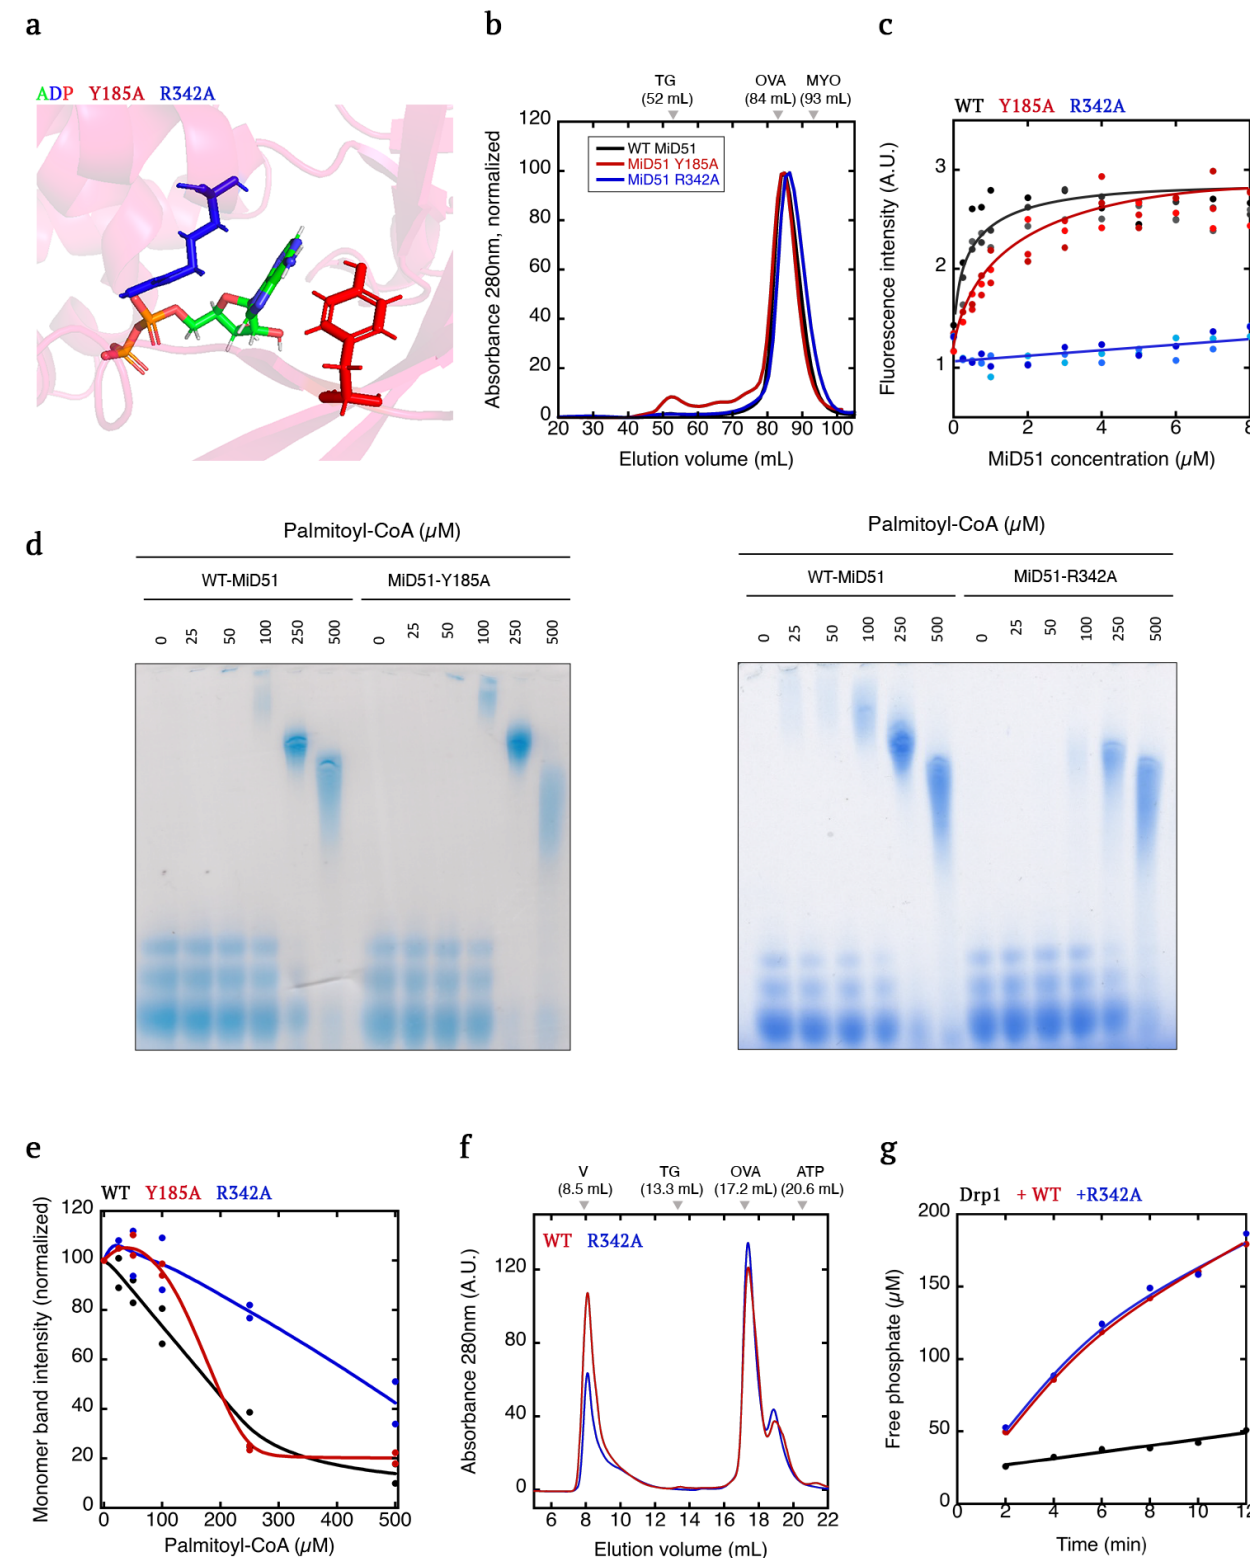 a
ADP Y185A R342A
b
TG OVA MYO
(52 mL) (84 mL) (93 mL)
WT MiD51
MiD51 Y185A
MiD51 R342A
Absorbance 280nm, normalized
120
100
80
60
40
20
0
20 30 40 50 60 70 80 90 100
Elution volume (mL)
c
WT Y185A R342A
Fluorescence intensity (A.U.)
3
2
1
0 2 4 6 8
MiD51 concentration (µM)
d
Palmitoyl-CoA (µM)
WT-MiD51 MiD51-Y185A
0 25 50 100 250 500 0 25 50 100 250 500
Palmitoyl-CoA (µM)
WT-MiD51 MiD51-R342A
0 25 50 100 250 500 0 25 50 100 250 500
e
WT Y185A R342A
Monomer band intensity (normalized)
120
100
80
60
40
20
0
0 100 200 300 400 500
Palmitoyl-CoA (µM)
f
V TG OVA ATP
(8.5 mL) (13.3 mL) (17.2 mL) (20.6 mL)
WT R342A
Absorbance 280nm (A.U.)
120
80
40
0
6 8 10 12 14 16 18 20 22
Elution volume (mL)
g
Drp1 + WT +R342A
Free phosphate (µM)
200
150
100
50
0
0 2 4 6 8 10 12
Time (min)